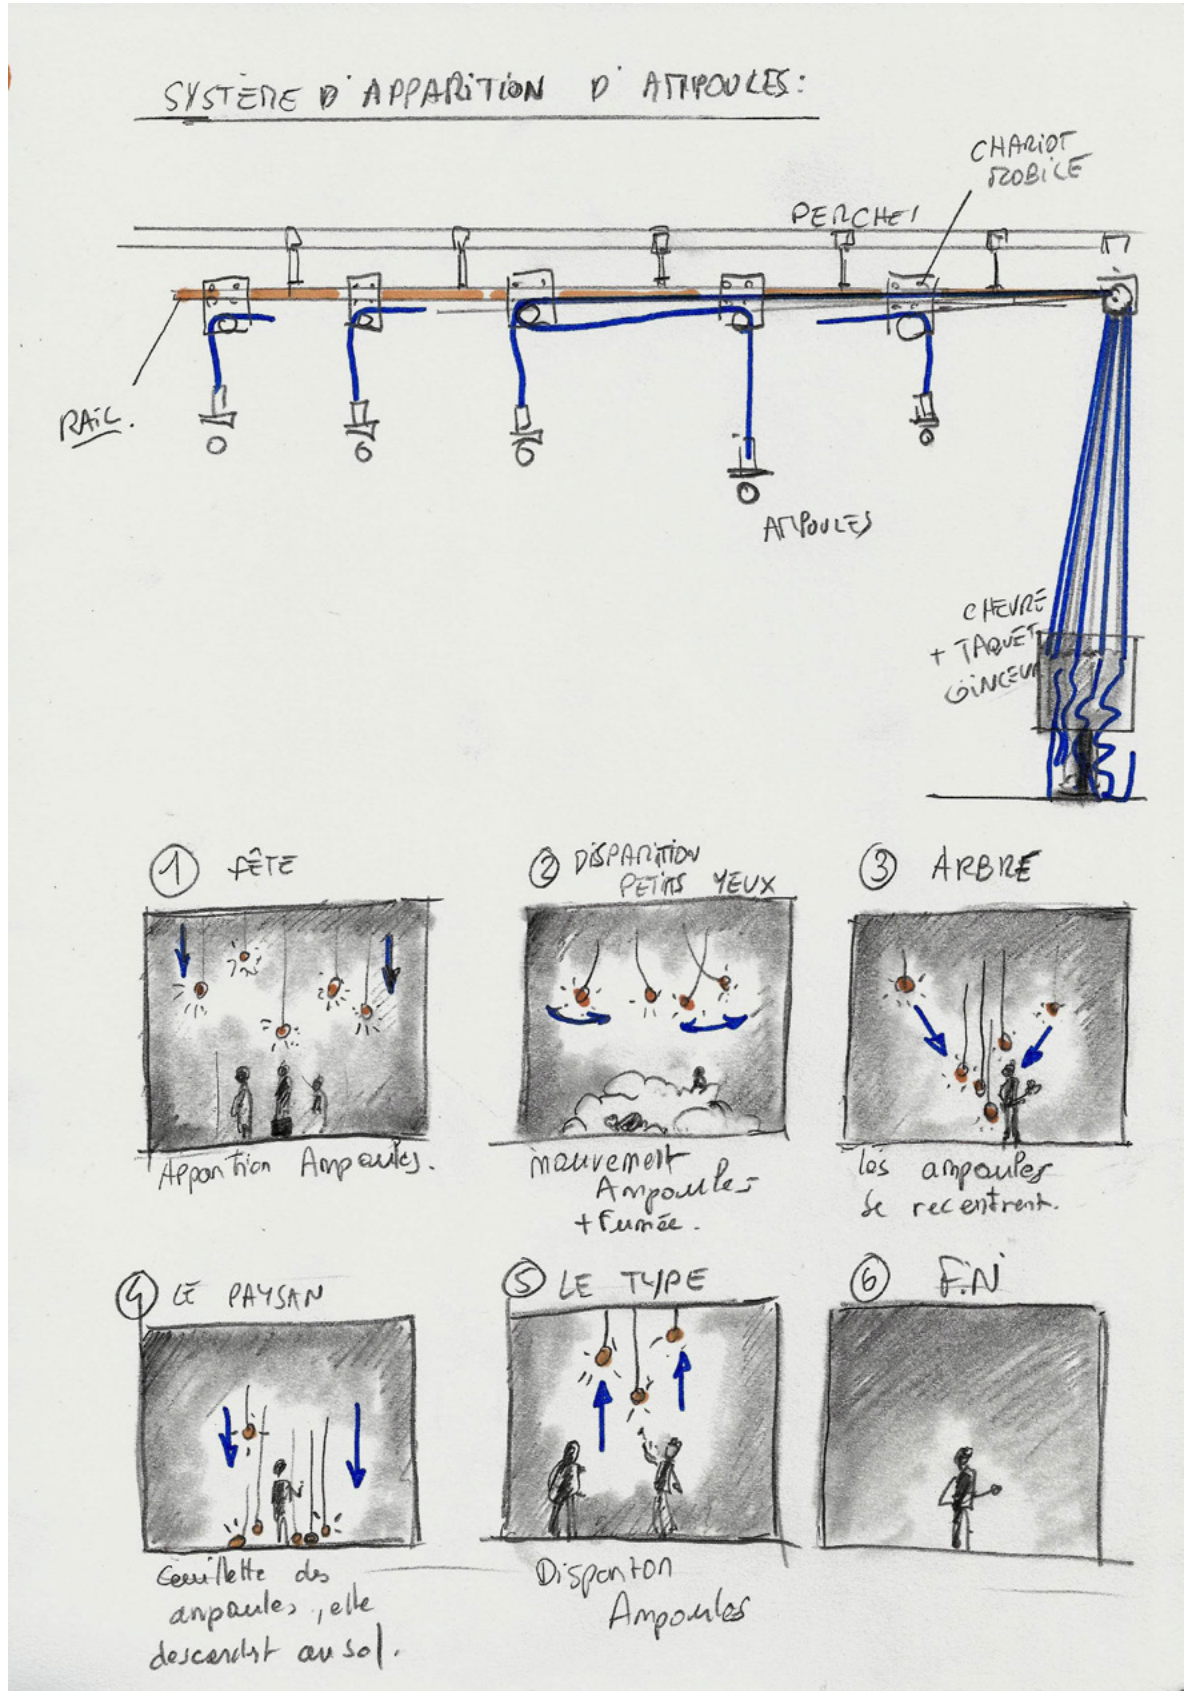 SYSTÈME D'APPARITION D'AMPOULES:
CHARIOT
MOBILE
PERCHE
RAIL.
AMPOULES
CHEVRE
+ TAQUET
COINCEUR
1 FÊTE
2 DISPARITION
PETITS YEUX
3 ARBRE
Apparition Ampoules.
mouvement
Ampoules
+ Fumée.
les ampoules
se recentrent.
4 LE PAYSAN
5 LE TYPE
6 FIN
Cueillette des
ampoules, elle
descendent au sol.
Disparition
Ampoules